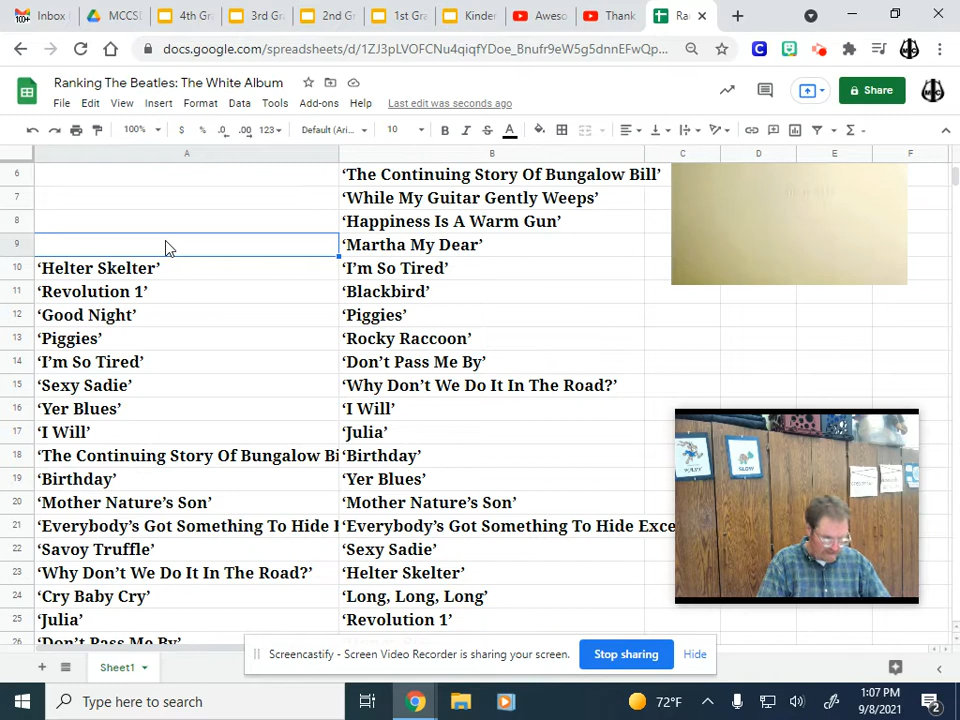 Inbox
MCCS
4th Gr
3rd Gr
2nd Gr
1st Gra
Kinder
Aweso
Thank
Ra
docs.google.com/spreadsheets/d/1ZJ3pLVOFCNu4qiqfYDoe_Bnufr9eW5g5dnnEFwQp...
Ranking The Beatles: The White Album
File Edit View Insert Format Data Tools Add-ons Help Last edit was seconds ago
Share
100% $ % .0 .00 123 Default (Ari... 10 B I S A
A B C D E F
6 ‘The Continuing Story Of Bungalow Bill’
7 ‘While My Guitar Gently Weeps’
8 ‘Happiness Is A Warm Gun’
9 ‘Martha My Dear’
10 ‘Helter Skelter’ ‘I’m So Tired’
11 ‘Revolution 1’ ‘Blackbird’
12 ‘Good Night’ ‘Piggies’
13 ‘Piggies’ ‘Rocky Raccoon’
14 ‘I’m So Tired’ ‘Don’t Pass Me By’
15 ‘Sexy Sadie’ ‘Why Don’t We Do It In The Road?’
16 ‘Yer Blues’ ‘I Will’
17 ‘I Will’ ‘Julia’
18 ‘The Continuing Story Of Bungalow Bi ‘Birthday’
19 ‘Birthday’ ‘Yer Blues’
20 ‘Mother Nature’s Son’ ‘Mother Nature’s Son’
21 ‘Everybody’s Got Something To Hide ‘Everybody’s Got Something To Hide Exce
22 ‘Savoy Truffle’ ‘Sexy Sadie’
23 ‘Why Don’t We Do It In The Road?’ ‘Helter Skelter’
24 ‘Cry Baby Cry’ ‘Long, Long, Long’
25 ‘Julia’ ‘Revolution 1’
26 ‘Don’t Pass Me By’
SLOW
Screencastify - Screen Video Recorder is sharing your screen. Stop sharing Hide
Sheet1
Type here to search
72°F
1:07 PM
9/8/2021
2